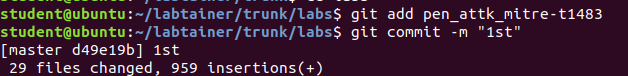 student@ubuntu:~/labtainer/trunk/labs$ git add pen_attk_mitre-t1483
student@ubuntu:~/labtainer/trunk/labs$ git commit -m "1st"
[master d49e19b] 1st
 29 files changed, 959 insertions(+)